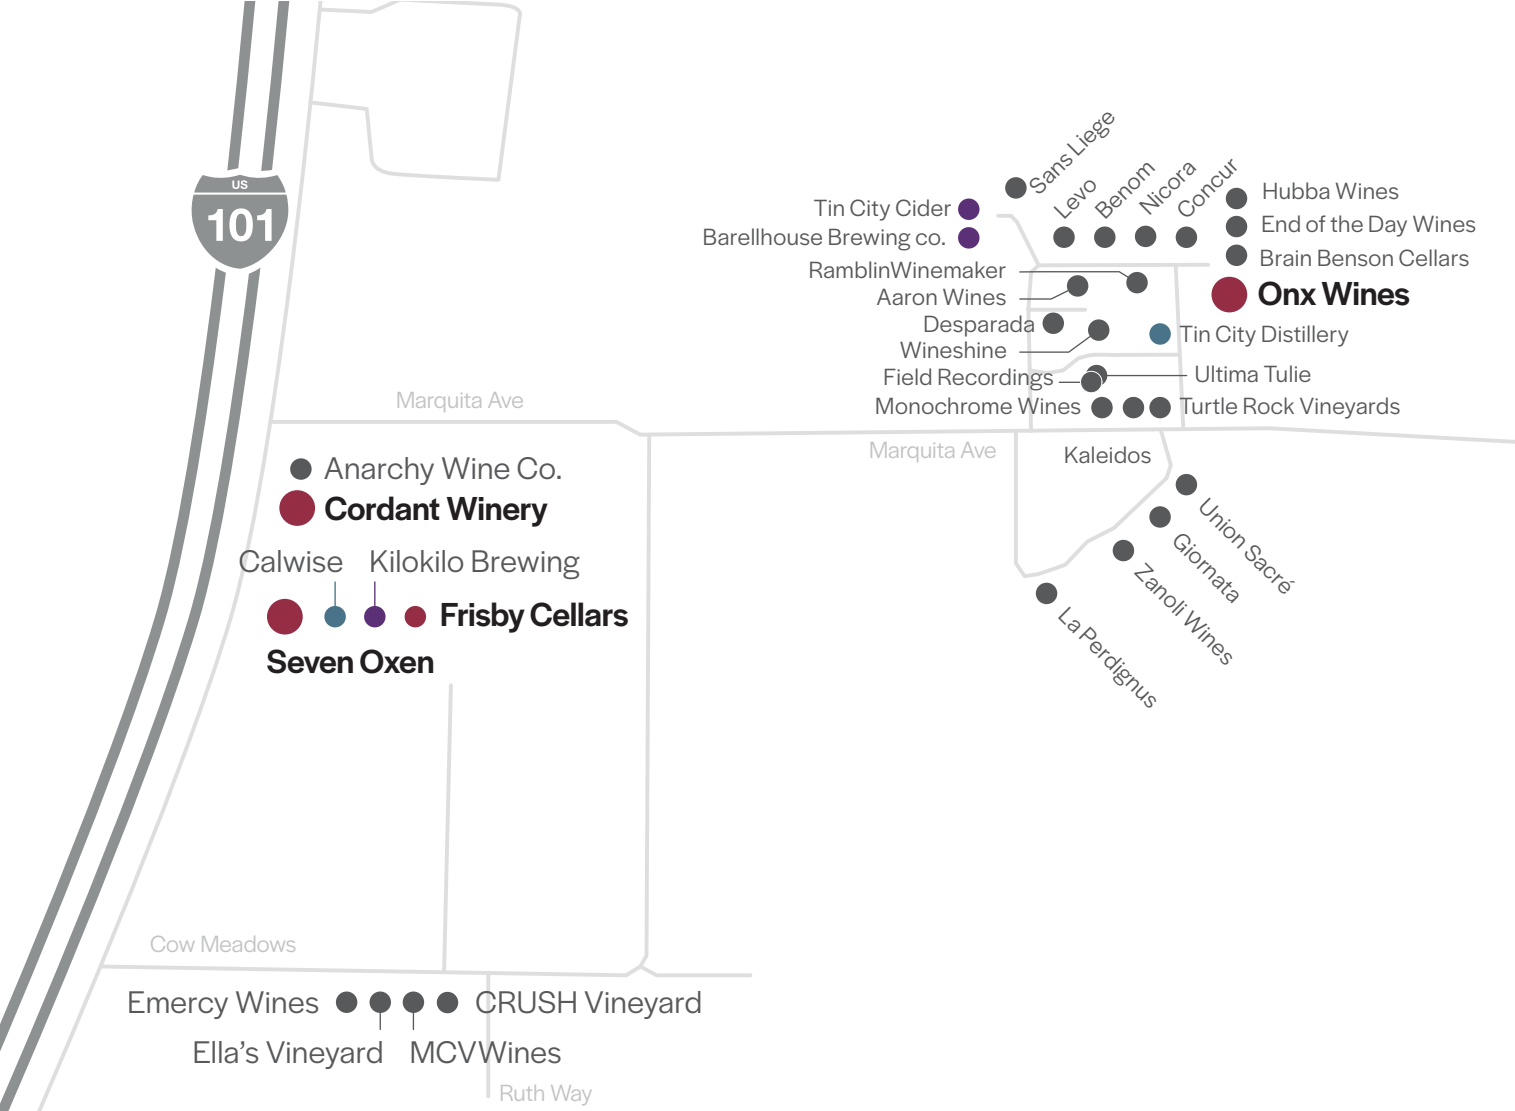 US
101
Sans Liege
Levo
Benom
Nicora
Concur
Hubba Wines
End of the Day Wines
Brain Benson Cellars
Onx Wines
Tin City Cider
Barellhouse Brewing co.
RamblinWinemaker
Aaron Wines
Desparada
Wineshine
Field Recordings
Monochrome Wines
Tin City Distillery
Ultima Tulie
Turtle Rock Vineyards
Marquita Ave
Marquita Ave
Kaleidos
Union Sacré
Giornata
Zanoli Wines
La Perdignus
Anarchy Wine Co.
Cordant Winery
Calwise
Kilokilo Brewing
Frisby Cellars
Seven Oxen
Cow Meadows
Emercy Wines
CRUSH Vineyard
Ella’s Vineyard
MCVWines
Ruth Way